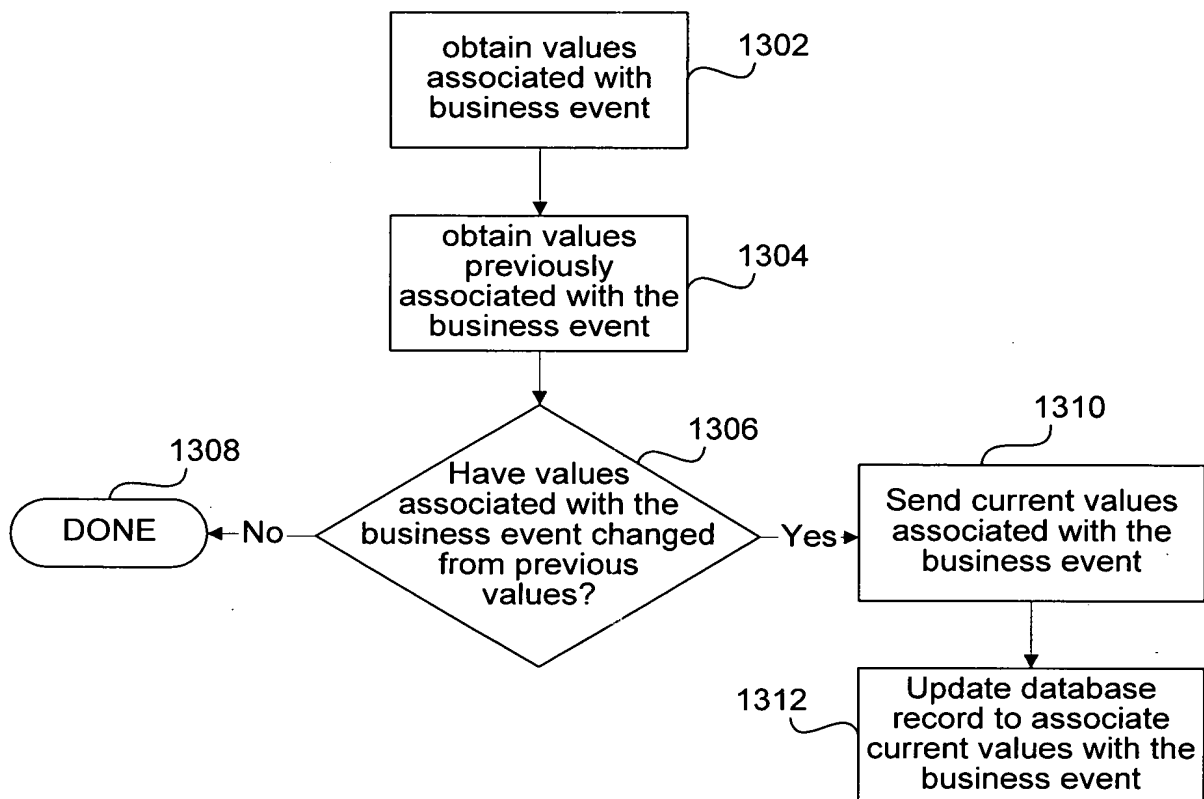 obtain values
associated with
business event
1302
obtain values
previously
associated with the
business event
1304
Have values
associated with the
business event changed
from previous
values?
1306
No
DONE
1308
Yes
Send current values
associated with the
business event
1310
Update database
record to associate
current values with the
business event
1312